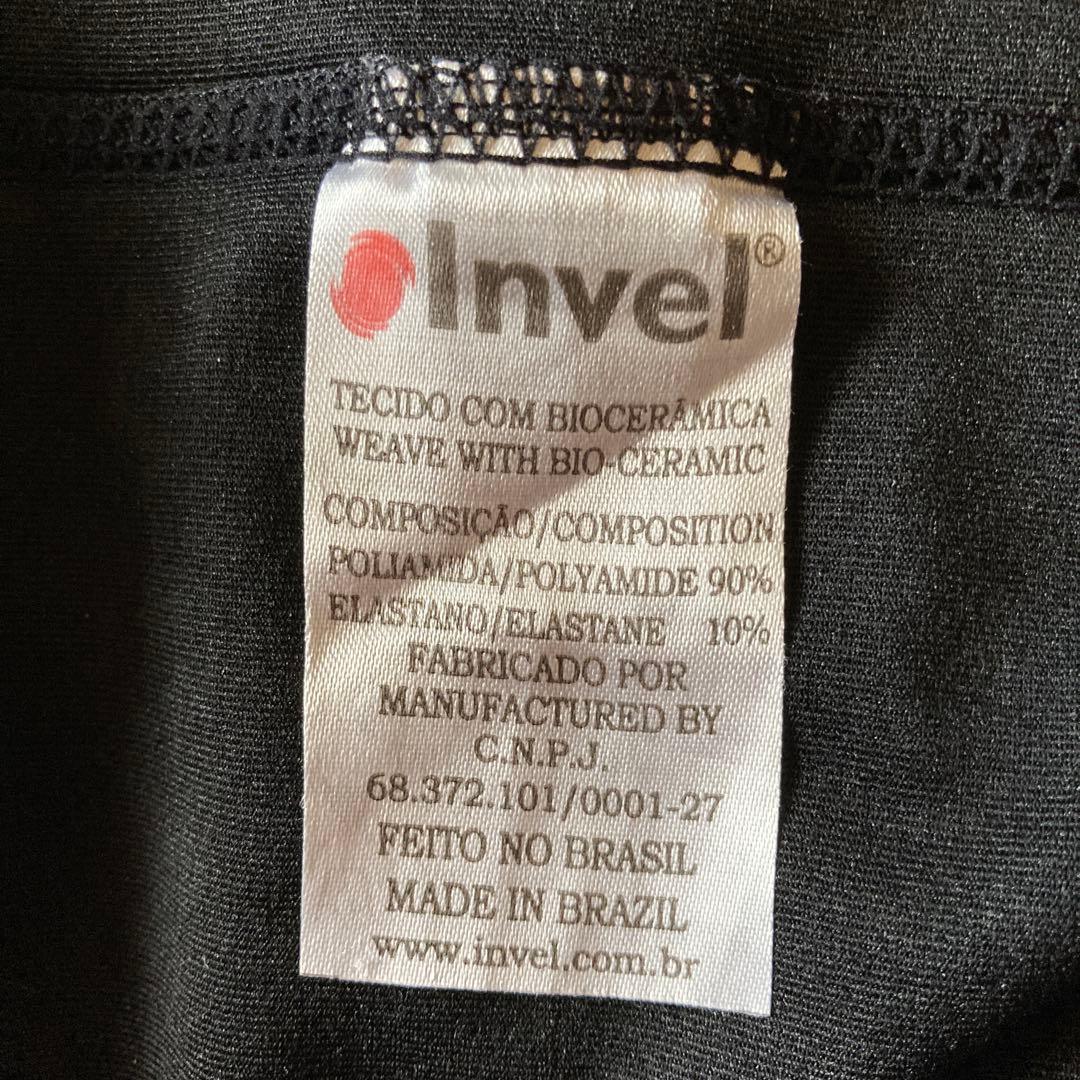 Invel®
TECIDO COM BIOCERÂMICA
WEAVE WITH BIO-CERAMIC
COMPOSIÇÃO/COMPOSITION
POLIAMIDA/POLYAMIDE 90%
ELASTANO/ELASTANE 10%
FABRICADO POR
MANUFACTURED BY
C.N.P.J.
68.372.101/0001-27
FEITO NO BRASIL
MADE IN BRAZIL
www.invel.com.br